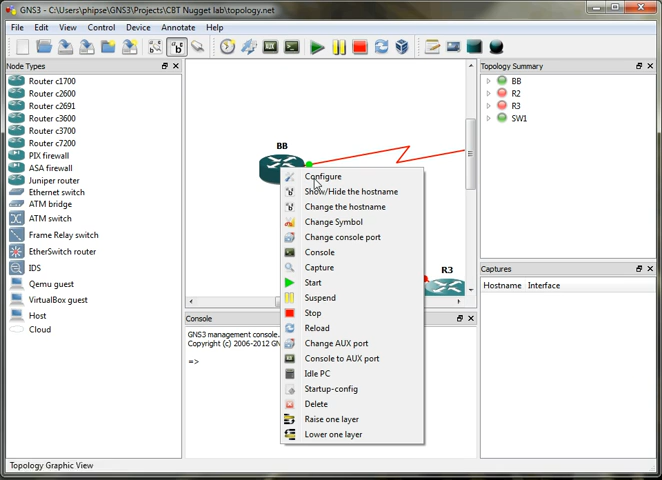 GNS3 - C:\Users\phipse\GNS3\Projects\CBT Nugget lab\topology.net
File Edit View Control Device Annotate Help
Node Types
Router c1700
Router c2600
Router c2691
Router c3600
Router c3700
Router c7200
PIX firewall
ASA firewall
Juniper router
Ethernet switch
ATM bridge
ATM switch
Frame Relay switch
EtherSwitch router
IDS
Qemu guest
VirtualBox guest
Host
Cloud
BB
R3
Configure
Show/Hide the hostname
Change the hostname
Change Symbol
Change console port
Console
Capture
Start
Suspend
Stop
Reload
Change AUX port
Console to AUX port
Idle PC
Startup-config
Delete
Raise one layer
Lower one layer
Console
GNS3 management console.
Copyright (c) 2006-2012 GN
=>
Topology Summary
BB
R2
R3
SW1
Captures
Hostname Interface
Topology Graphic View